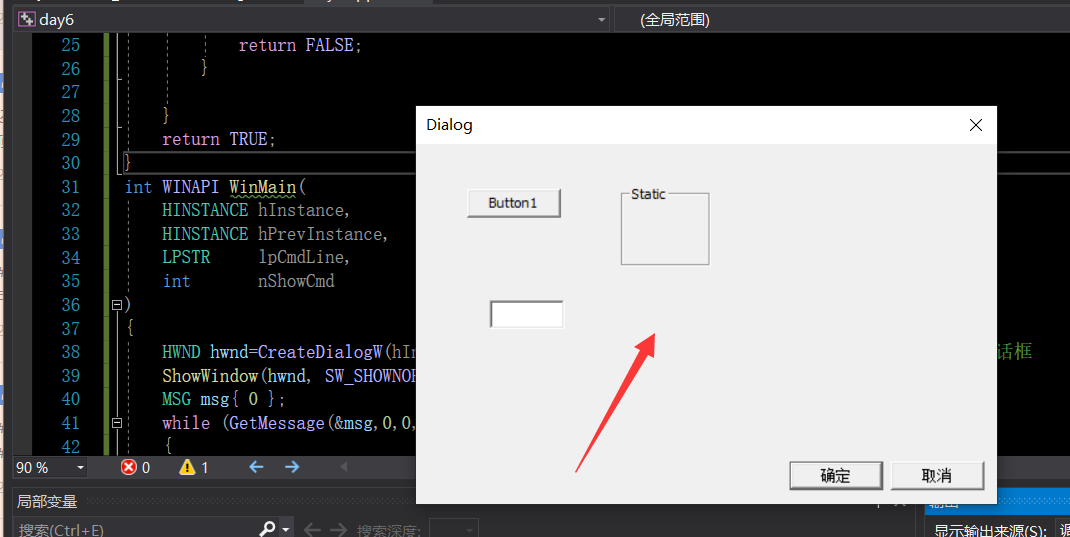 day6
(全局范围)
25 return FALSE;
26 }
27
28 }
29 return TRUE;
30 }
31 int WINAPI WinMain(
32 HINSTANCE hInstance,
33 HINSTANCE hPrevInstance,
34 LPSTR lpCmdLine,
35 int nShowCmd
36 )
37 {
38 HWND hwnd=CreateDialogW(hIn 话框
39 ShowWindow(hwnd, SW_SHOWNOR
40 MSG msg{ 0 };
41 while (GetMessage(&msg,0,0,
42 {
Dialog
Button1
Static
确定
取消
90 % 0 1
局部变量
搜索(Ctrl+E) 搜索深度:
输出
显示输出来源(S):